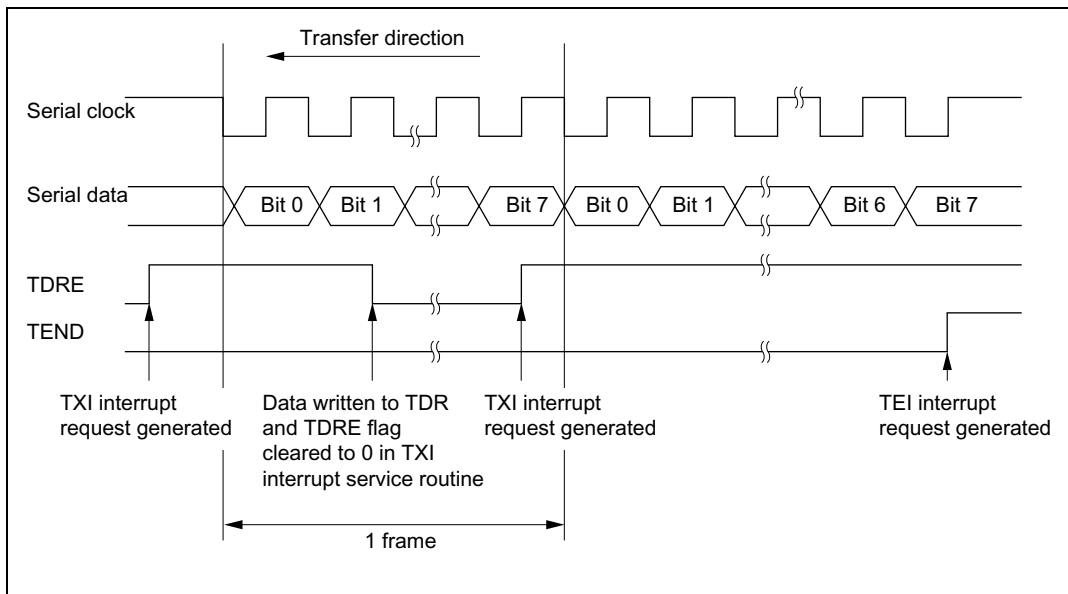 Transfer direction
Serial clock
Serial data
Bit 0
Bit 1
Bit 7
Bit 0
Bit 1
Bit 6
Bit 7
TDRE
TEND
TXI interrupt
request generated
Data written to TDR
and TDRE flag
cleared to 0 in TXI
interrupt service routine
TXI interrupt
request generated
TEI interrupt
request generated
1 frame